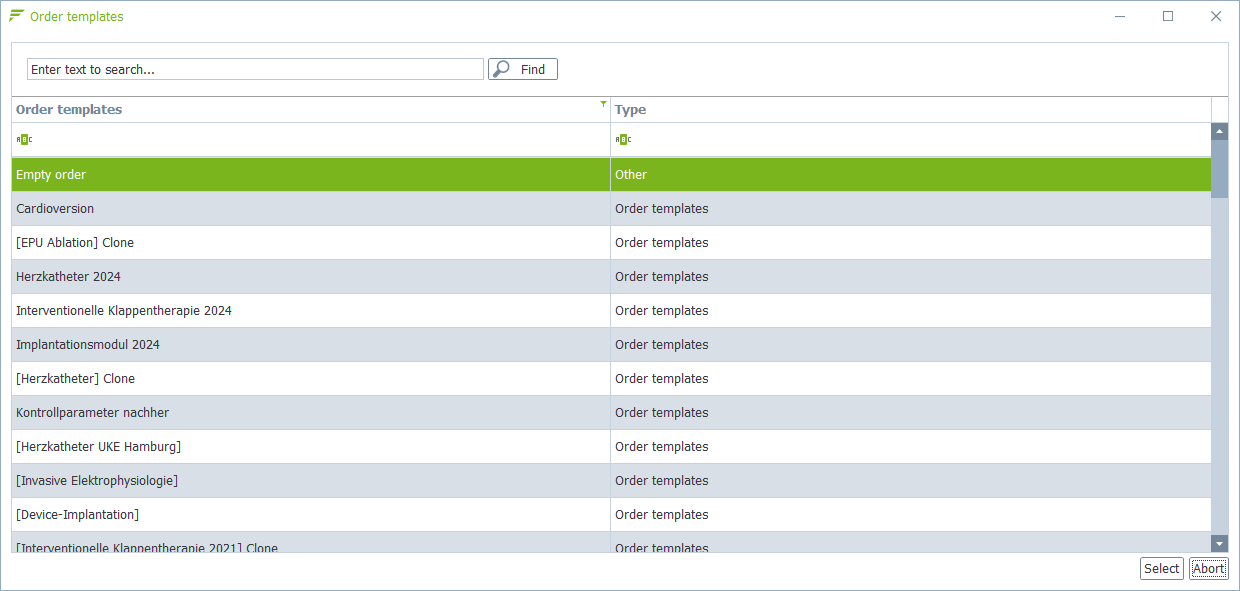 Order templates
Enter text to search...
Find
Order templates Type
ABC ABC
Empty order Other
Cardioversion Order templates
[EPU Ablation] Clone Order templates
Herzkatheter 2024 Order templates
Interventionelle Klappentherapie 2024 Order templates
Implantationsmodul 2024 Order templates
[Herzkatheter] Clone Order templates
Kontrollparameter nachher Order templates
[Herzkatheter UKE Hamburg] Order templates
[Invasive Elektrophysiologie] Order templates
[Device-Implantation] Order templates
[Interventionelle Klappentherapie 2021] Clone Order templates
Select Abort